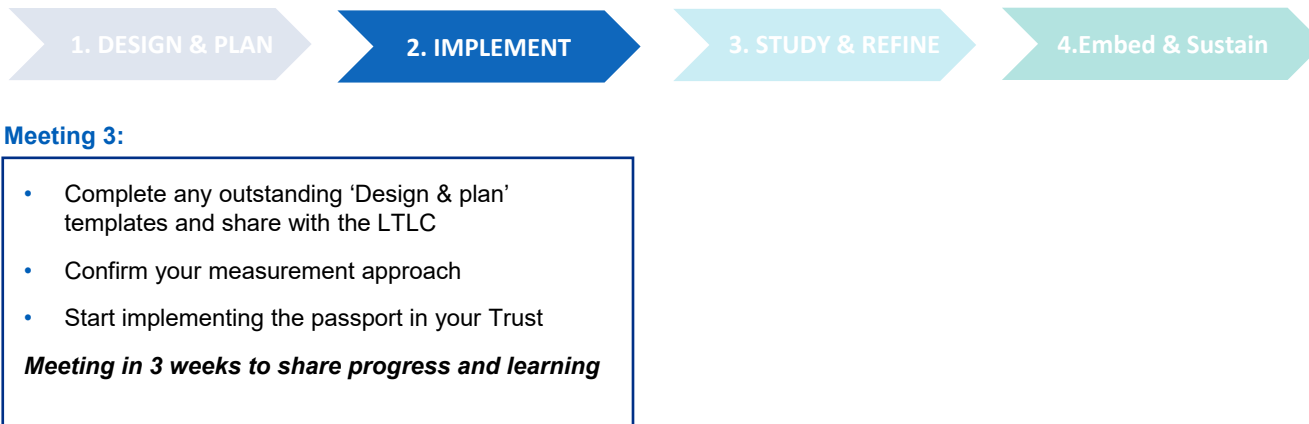 1. DESIGN & PLAN
2. IMPLEMENT
3. STUDY & REFINE
4.Embed & Sustain
Meeting 3:
• Complete any outstanding ‘Design & plan’
templates and share with the LTLC
• Confirm your measurement approach
• Start implementing the passport in your Trust
Meeting in 3 weeks to share progress and learning